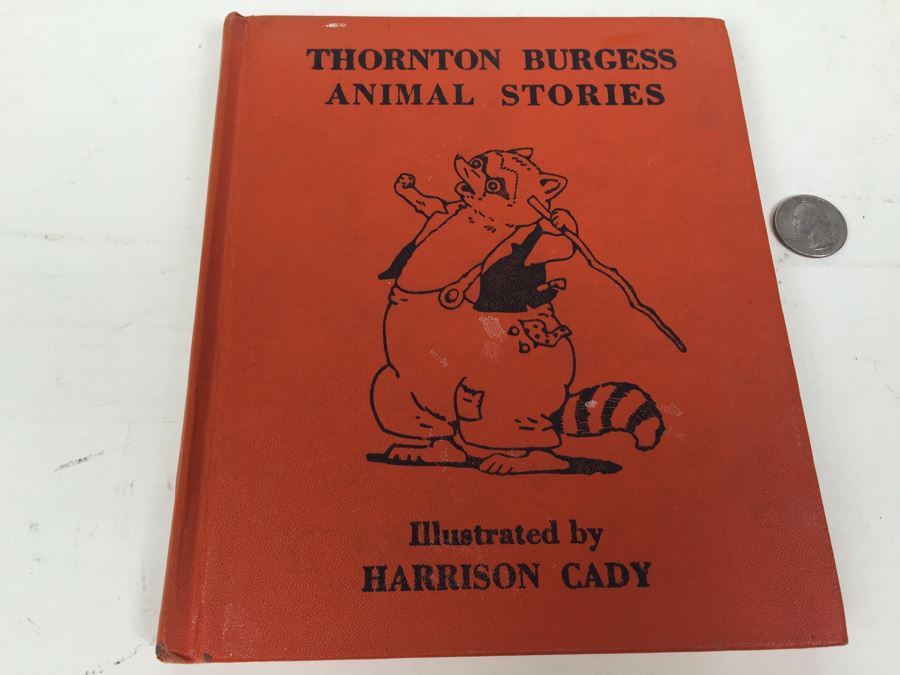 THORNTON BURGESS
ANIMAL STORIES
Illustrated by
HARRISON CADY